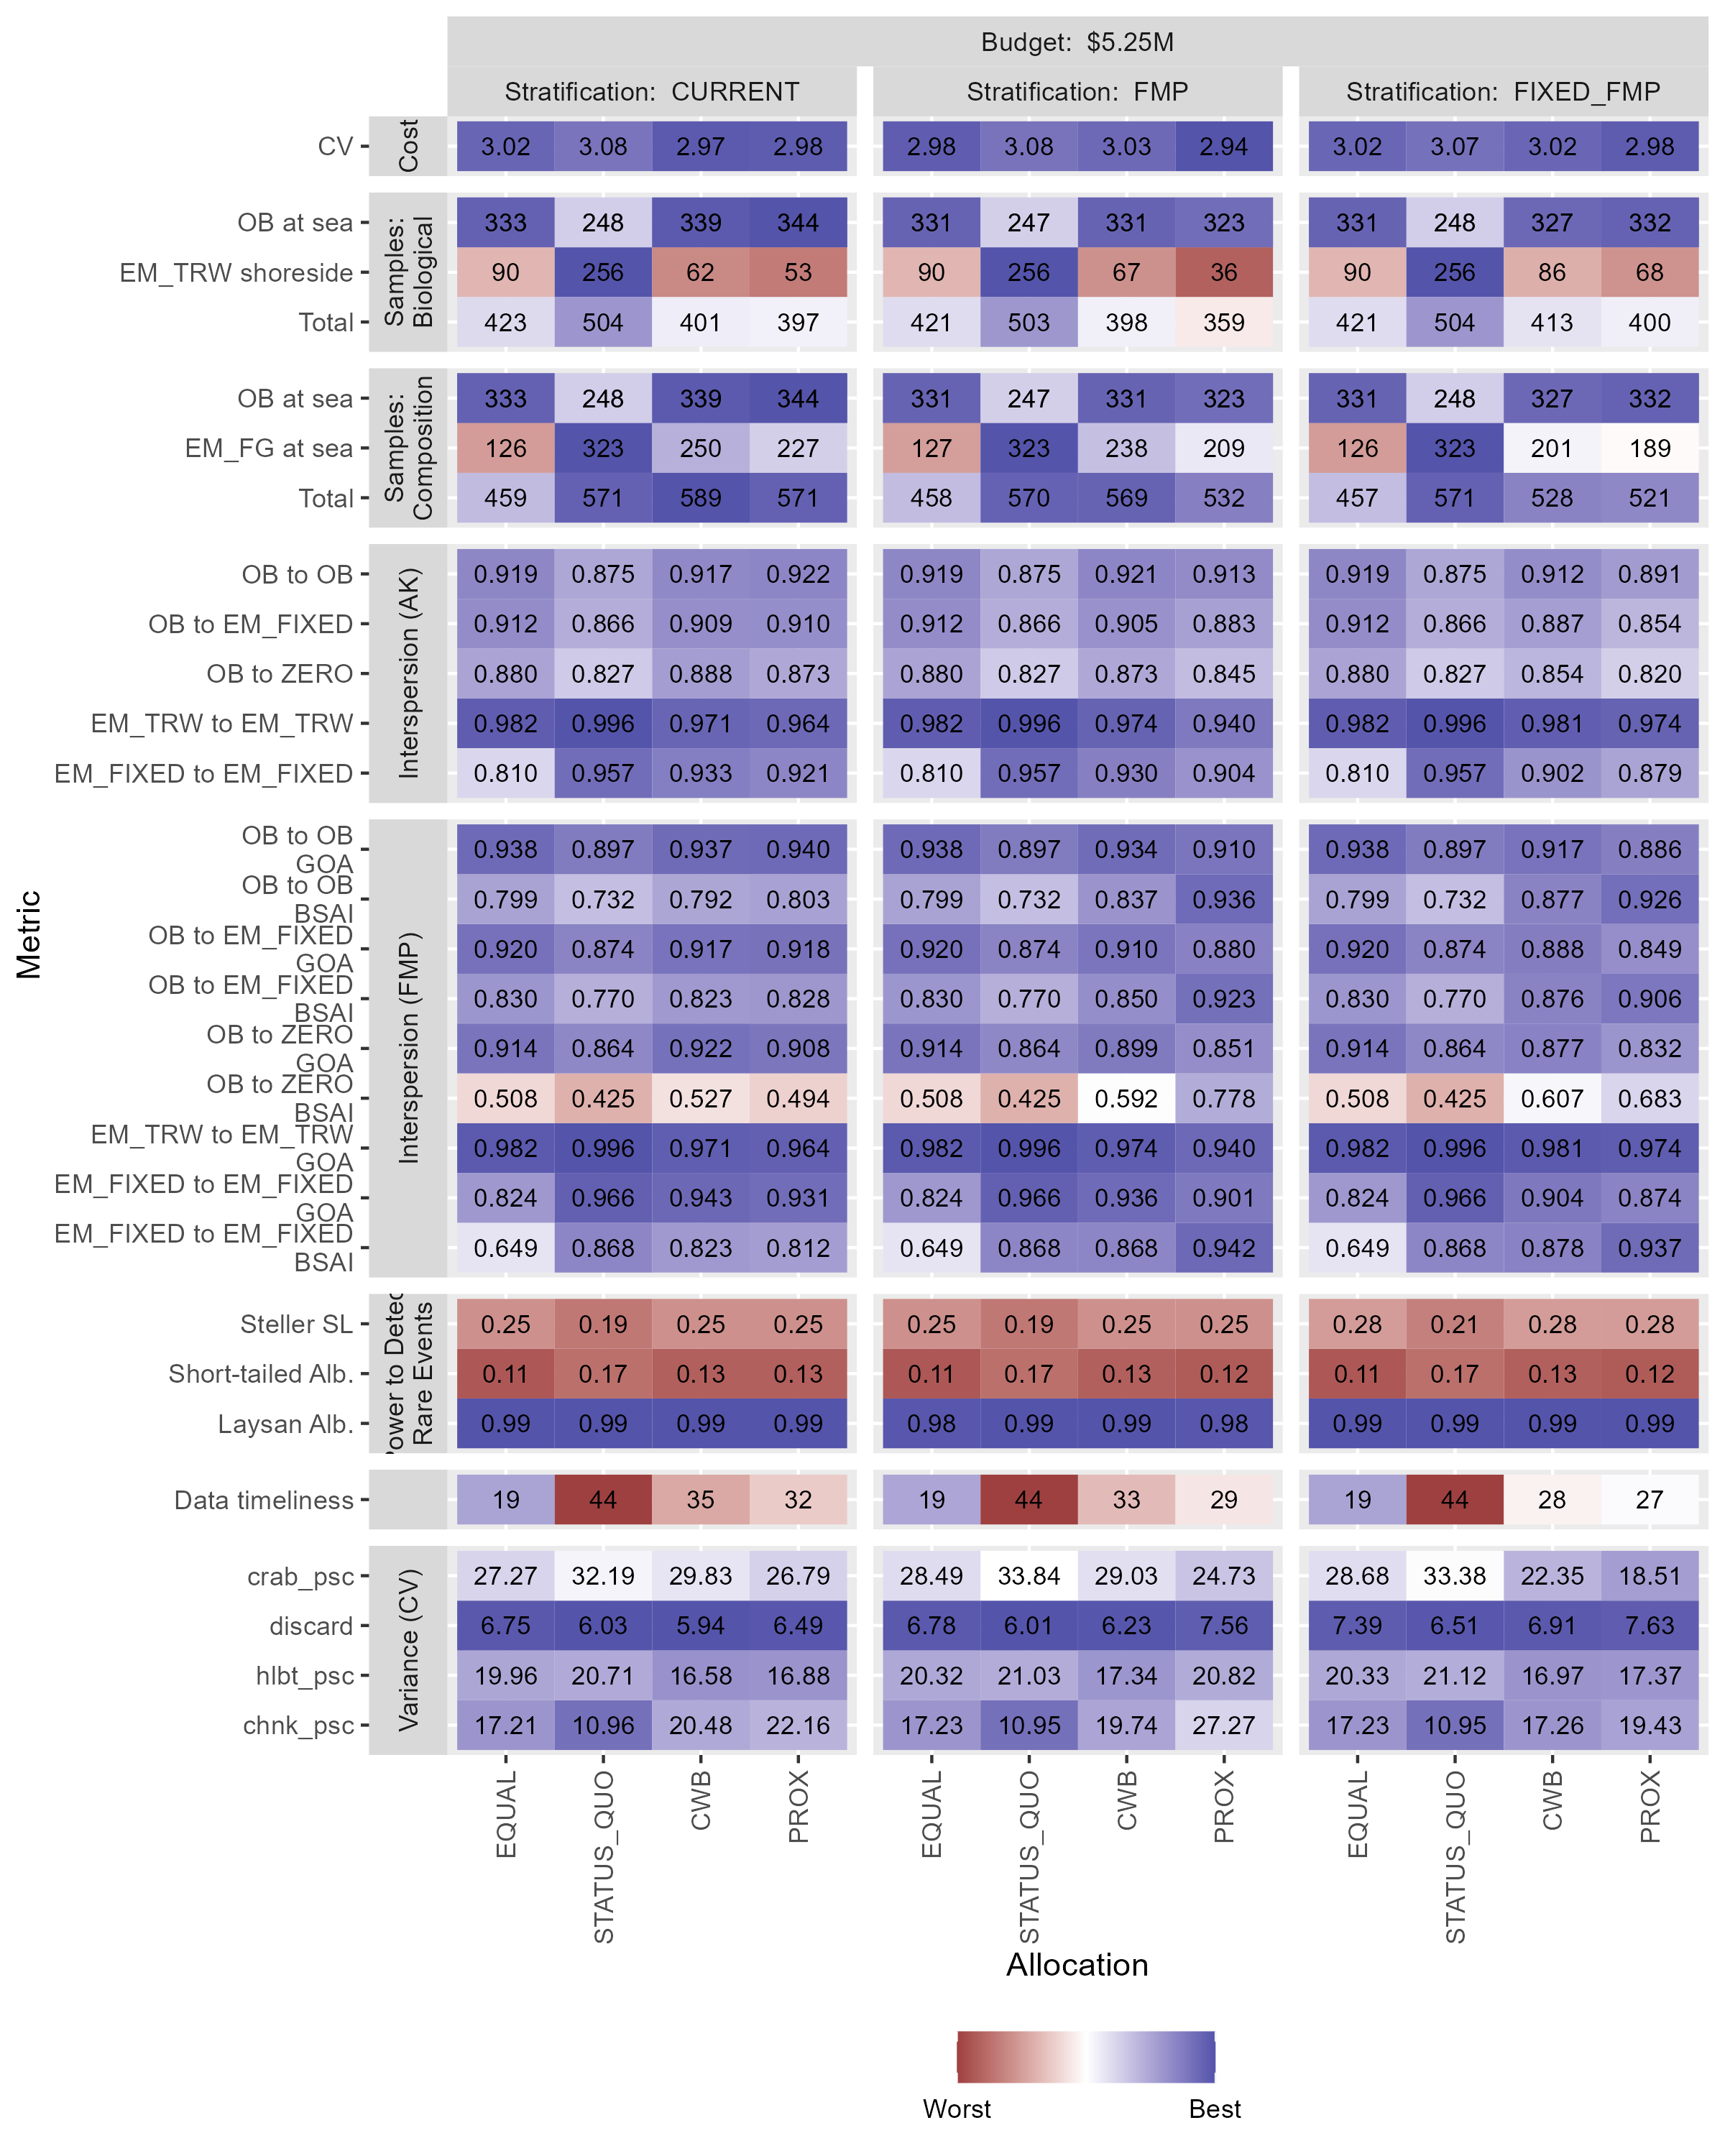 Budget:  $5.25M
Stratification:  CURRENT
Stratification:  FMP
Stratification:  FIXED_FMP
Metric
Cost
CV
3.02 3.08 2.97 2.98 2.98 3.08 3.03 2.94 3.02 3.07 3.02 2.98
Samples:
Biological
OB at sea
333 248 339 344 331 247 331 323 331 248 327 332
EM_TRW shoreside
90 256 62 53 90 256 67 36 90 256 86 68
Total
423 504 401 397 421 503 398 359 421 504 413 400
Samples:
Composition
OB at sea
333 248 339 344 331 247 331 323 331 248 327 332
EM_FG at sea
126 323 250 227 127 323 238 209 126 323 201 189
Total
459 571 589 571 458 570 569 532 457 571 528 521
Interspersion (AK)
OB to OB
0.919 0.875 0.917 0.922 0.919 0.875 0.921 0.913 0.919 0.875 0.912 0.891
OB to EM_FIXED
0.912 0.866 0.909 0.910 0.912 0.866 0.905 0.883 0.912 0.866 0.887 0.854
OB to ZERO
0.880 0.827 0.888 0.873 0.880 0.827 0.873 0.845 0.880 0.827 0.854 0.820
EM_TRW to EM_TRW
0.982 0.996 0.971 0.964 0.982 0.996 0.974 0.940 0.982 0.996 0.981 0.974
EM_FIXED to EM_FIXED
0.810 0.957 0.933 0.921 0.810 0.957 0.930 0.904 0.810 0.957 0.902 0.879
Interspersion (FMP)
OB to OB
GOA
0.938 0.897 0.937 0.940 0.938 0.897 0.934 0.910 0.938 0.897 0.917 0.886
OB to OB
BSAI
0.799 0.732 0.792 0.803 0.799 0.732 0.837 0.936 0.799 0.732 0.877 0.926
OB to EM_FIXED
GOA
0.920 0.874 0.917 0.918 0.920 0.874 0.910 0.880 0.920 0.874 0.888 0.849
OB to EM_FIXED
BSAI
0.830 0.770 0.823 0.828 0.830 0.770 0.850 0.923 0.830 0.770 0.876 0.906
OB to ZERO
GOA
0.914 0.864 0.922 0.908 0.914 0.864 0.899 0.851 0.914 0.864 0.877 0.832
OB to ZERO
BSAI
0.508 0.425 0.527 0.494 0.508 0.425 0.592 0.778 0.508 0.425 0.607 0.683
EM_TRW to EM_TRW
GOA
0.982 0.996 0.971 0.964 0.982 0.996 0.974 0.940 0.982 0.996 0.981 0.974
EM_FIXED to EM_FIXED
GOA
0.824 0.966 0.943 0.931 0.824 0.966 0.936 0.901 0.824 0.966 0.904 0.874
EM_FIXED to EM_FIXED
BSAI
0.649 0.868 0.823 0.812 0.649 0.868 0.868 0.942 0.649 0.868 0.878 0.937
Power to Detec
Rare Events
Steller SL
0.25 0.19 0.25 0.25 0.25 0.19 0.25 0.25 0.28 0.21 0.28 0.28
Short-tailed Alb.
0.11 0.17 0.13 0.13 0.11 0.17 0.13 0.12 0.11 0.17 0.13 0.12
Laysan Alb.
0.99 0.99 0.99 0.99 0.98 0.99 0.99 0.98 0.99 0.99 0.99 0.99
Data timeliness
19 44 35 32 19 44 33 29 19 44 28 27
Variance (CV)
crab_psc
27.27 32.19 29.83 26.79 28.49 33.84 29.03 24.73 28.68 33.38 22.35 18.51
discard
6.75 6.03 5.94 6.49 6.78 6.01 6.23 7.56 7.39 6.51 6.91 7.63
hlbt_psc
19.96 20.71 16.58 16.88 20.32 21.03 17.34 20.82 20.33 21.12 16.97 17.37
chnk_psc
17.21 10.96 20.48 22.16 17.23 10.95 19.74 27.27 17.23 10.95 17.26 19.43
EQUAL STATUS_QUO CWB PROX EQUAL STATUS_QUO CWB PROX EQUAL STATUS_QUO CWB PROX
Allocation
Worst Best